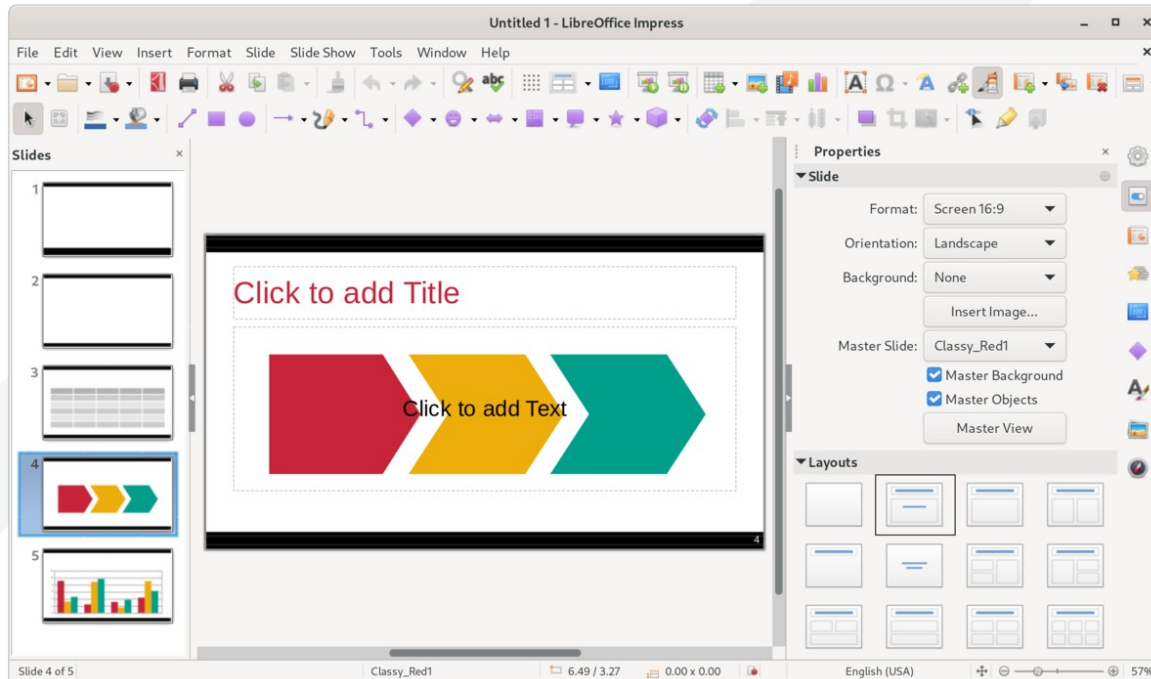 Untitled 1 - LibreOffice Impress
File Edit View Insert Format Slide Slide Show Tools Window Help
abc
Slides
1
2
3
4
5
Click to add Title
Click to add Text
4
Properties
Slide
Format: Screen 16:9
Orientation: Landscape
Background: None
Insert Image...
Master Slide: Classy_Red1
Master Background
Master Objects
Master View
Layouts
Slide 4 of 5 Classy_Red1 6.49 / 3.27 0.00 x 0.00 English (USA) 57%